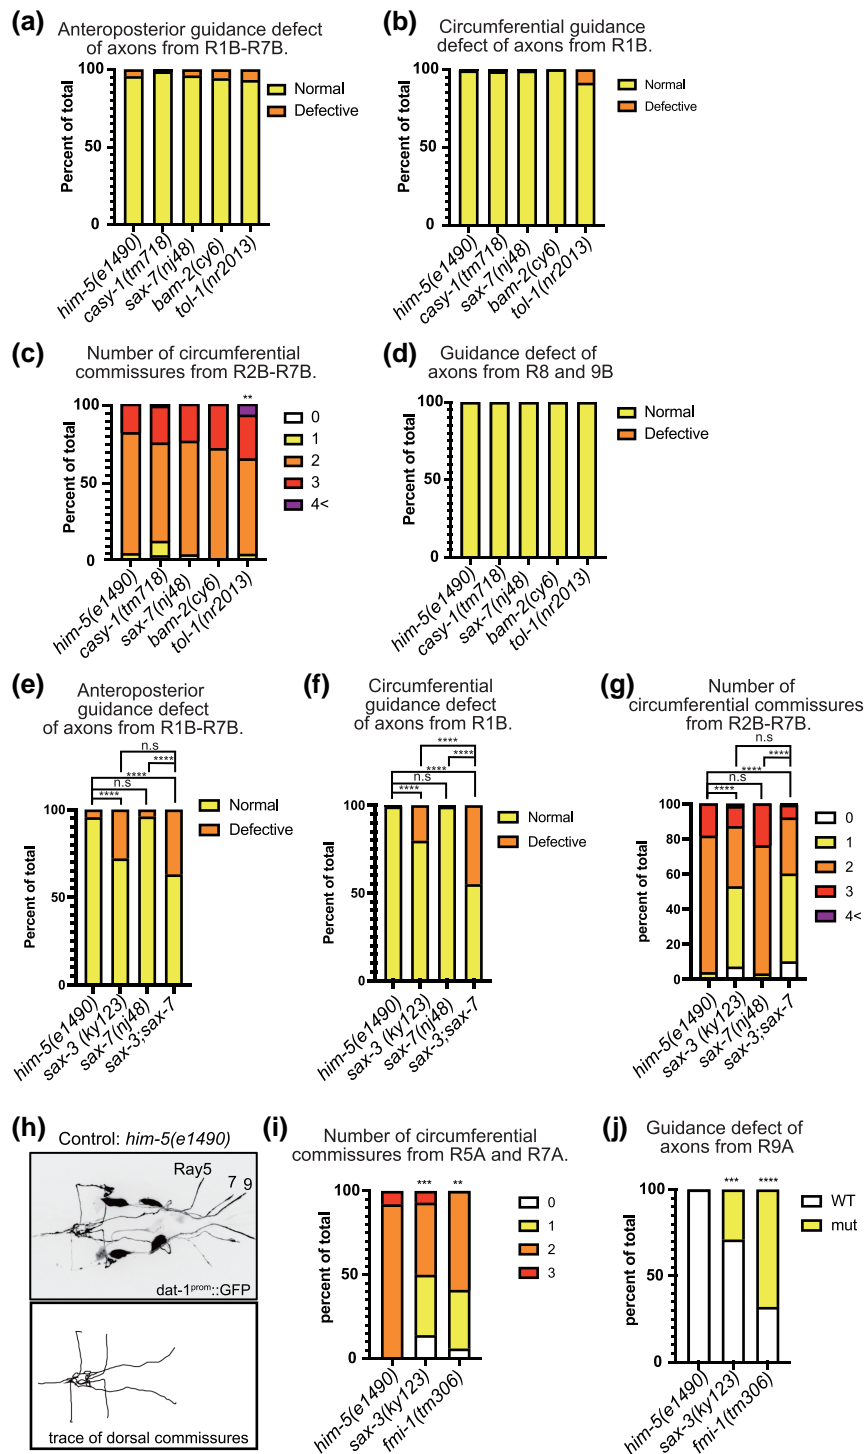 (a)
Anteroposterior guidance defect
of axons from R1B-R7B.
Percent of total
100
50
0
Normal
Defective
him-5(e1490)
casy-1(tm718)
sax-7(nj48)
bam-2(cy6)
tol-1(nr2013)
(b)
Circumferential guidance
defect of axons from R1B.
Percent of total
100
50
0
Normal
Defective
him-5(e1490)
casy-1(tm718)
sax-7(nj48)
bam-2(cy6)
tol-1(nr2013)
(c)
Number of circumferential
commissures from R2B-R7B.
**
Percent of total
100
50
0
0
1
2
3
4<
him-5(e1490)
casy-1(tm718)
sax-7(nj48)
bam-2(cy6)
tol-1(nr2013)
(d)
Guidance defect of
axons from R8 and 9B
Percent of total
100
50
0
Normal
Defective
him-5(e1490)
casy-1(tm718)
sax-7(nj48)
bam-2(cy6)
tol-1(nr2013)
(e)
Anteroposterior
guidance defect
of axons from R1B-R7B.
n.s
****
****
n.s
****
Percent of total
100
50
0
Normal
Defective
him-5(e1490)
sax-3 (ky123)
sax-7(nj48)
sax-3;sax-7
(f)
Circumferential
guidance defect
of axons from R1B.
****
****
****
n.s
****
Percent of total
100
50
0
Normal
Defective
him-5(e1490)
sax-3 (ky123)
sax-7(nj48)
sax-3;sax-7
(g)
Number of
circumferential commissures
from R2B-R7B.
n.s
****
****
n.s
****
percent of total
100
80
60
40
20
0
0
1
2
3
4<
him-5(e1490)
sax-3 (ky123)
sax-7(nj48)
sax-3;sax-7
(h)
Control: him-5(e1490)
Ray5
7
9
dat-1prom::GFP
trace of dorsal commissures
(i)
Number of circumferential
commissures from R5A and R7A.
***
**
percent of total
100
50
0
0
1
2
3
him-5(e1490)
sax-3(ky123)
fmi-1(tm306)
(j)
Guidance defect of
axons from R9A
***
****
percent of total
100
50
0
WT
mut
him-5(e1490)
sax-3(ky123)
fmi-1(tm306)